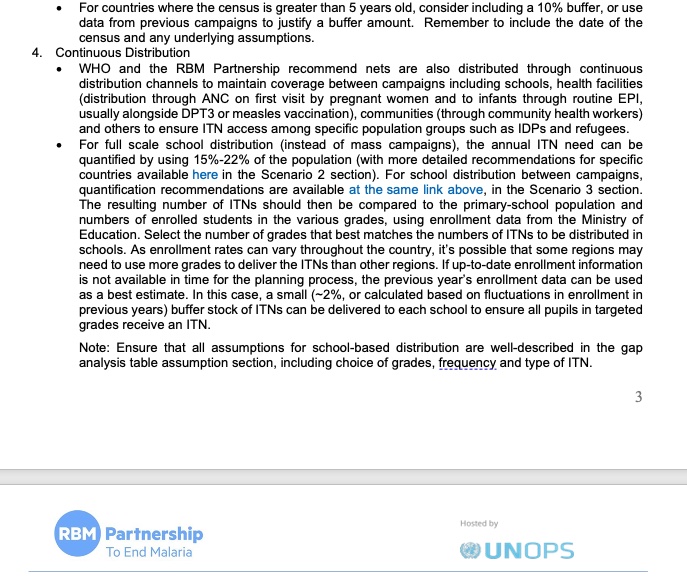 • For countries where the census is greater than 5 years old, consider including a 10% buffer, or use
data from previous campaigns to justify a buffer amount.  Remember to include the date of the
census and any underlying assumptions.
4. Continuous Distribution
• WHO and the RBM Partnership recommend nets are also distributed through continuous
distribution channels to maintain coverage between campaigns including schools, health facilities
(distribution through ANC on first visit by pregnant women and to infants through routine EPI,
usually alongside DPT3 or measles vaccination), communities (through community health workers)
and others to ensure ITN access among specific population groups such as IDPs and refugees.
• For full scale school distribution (instead of mass campaigns), the annual ITN need can be
quantified by using 15%-22% of the population (with more detailed recommendations for specific
countries available here in the Scenario 2 section). For school distribution between campaigns,
quantification recommendations are available at the same link above, in the Scenario 3 section.
The resulting number of ITNs should then be compared to the primary-school population and
numbers of enrolled students in the various grades, using enrollment data from the Ministry of
Education. Select the number of grades that best matches the numbers of ITNs to be distributed in
schools. As enrollment rates can vary throughout the country, it's possible that some regions may
need to use more grades to deliver the ITNs than other regions. If up-to-date enrollment information
is not available in time for the planning process, the previous year's enrollment data can be used
as a best estimate. In this case, a small (~2%, or calculated based on fluctuations in enrollment in
previous years) buffer stock of ITNs can be delivered to each school to ensure all pupils in targeted
grades receive an ITN.
Note: Ensure that all assumptions for school-based distribution are well-described in the gap
analysis table assumption section, including choice of grades, frequency and type of ITN.
3
RBM Partnership
To End Malaria
Hosted by
UNOPS